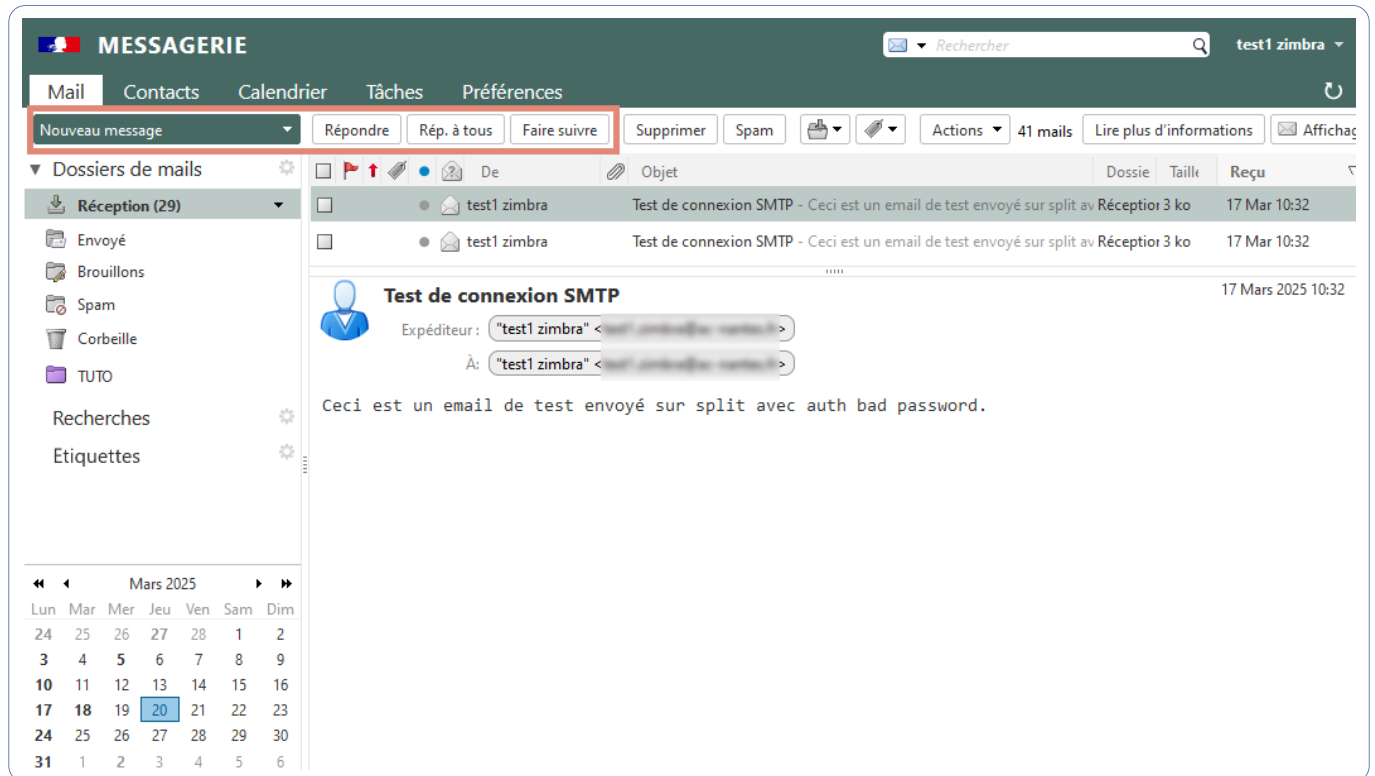 MESSAGERIE
Rechercher
test1 zimbra
Mail Contacts Calendrier Tâches Préférences
Nouveau message Répondre Rép. à tous Faire suivre Supprimer Spam Actions 41 mails Lire plus d'informations Affichag
Dossiers de mails
De Objet Dossie Taille Reçu
Réception (29)
test1 zimbra Test de connexion SMTP - Ceci est un email de test envoyé sur split av Réception 3 ko 17 Mar 10:32
Envoyé
test1 zimbra Test de connexion SMTP - Ceci est un email de test envoyé sur split av Réception 3 ko 17 Mar 10:32
Brouillons
Spam
Corbeille
TUTO
Recherches
Etiquettes
Test de connexion SMTP 17 Mars 2025 10:32
Expéditeur : "test1 zimbra" < >
À: "test1 zimbra" < >
Ceci est un email de test envoyé sur split avec auth bad password.
Mars 2025
Lun Mar Mer Jeu Ven Sam Dim
24 25 26 27 28 1 2
3 4 5 6 7 8 9
10 11 12 13 14 15 16
17 18 19 20 21 22 23
24 25 26 27 28 29 30
31 1 2 3 4 5 6